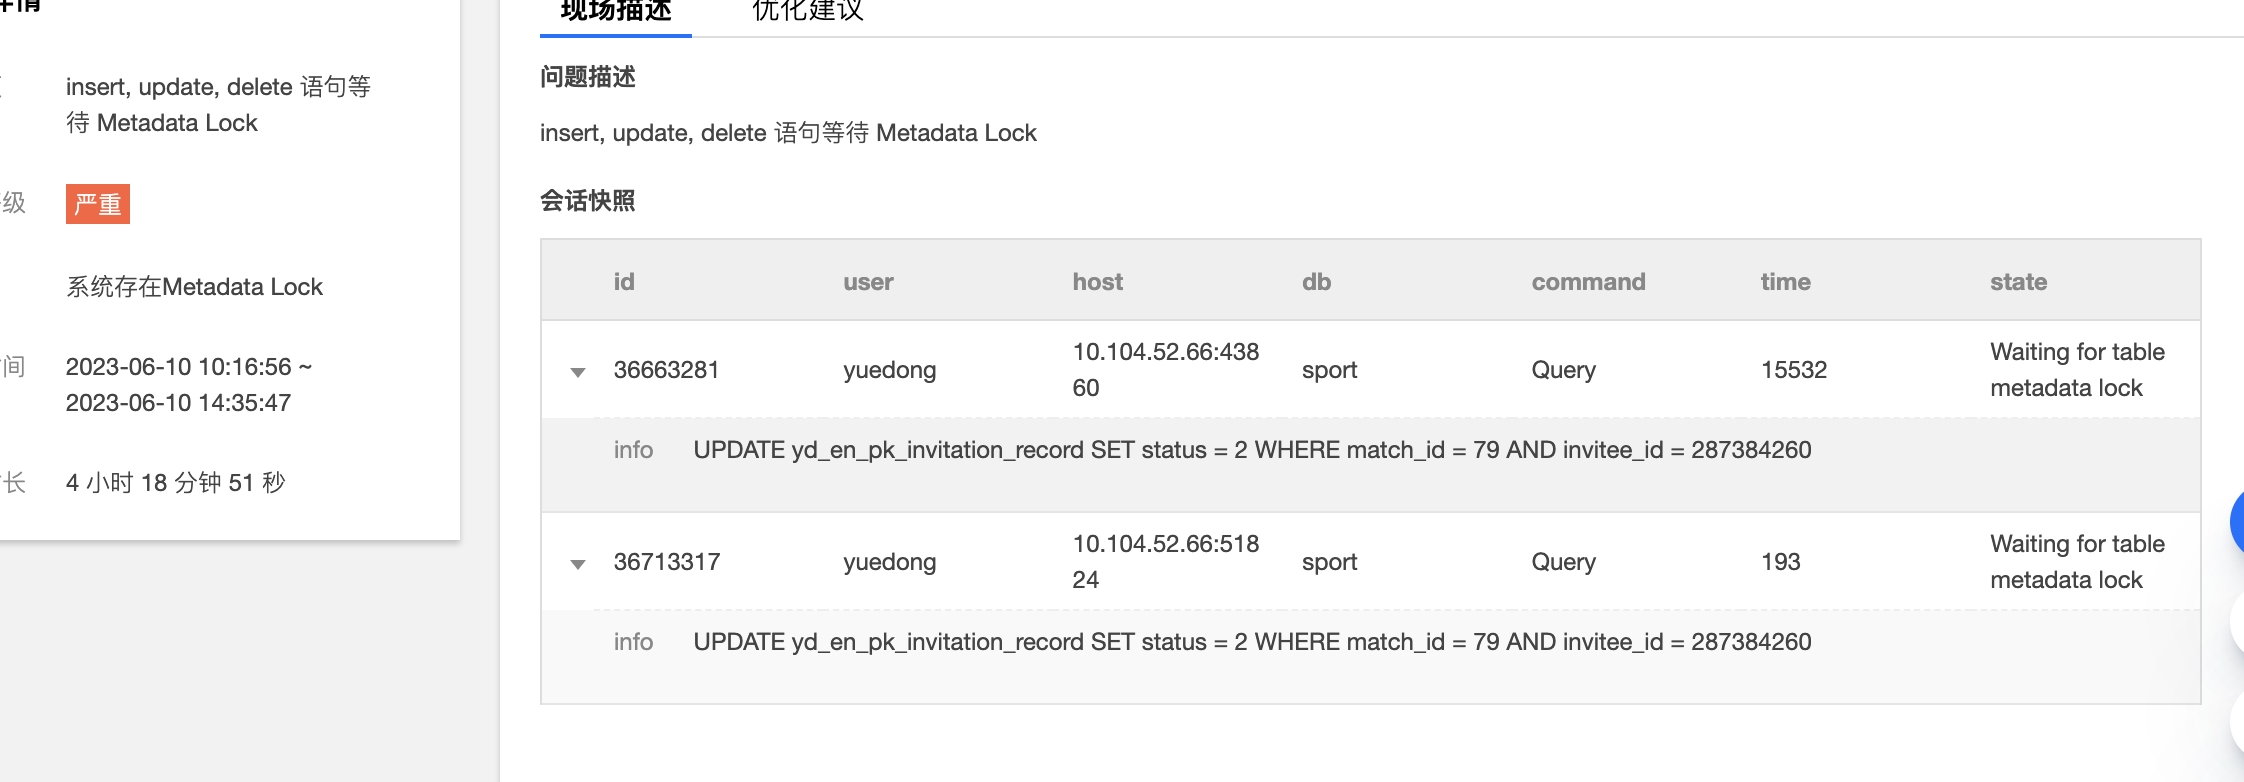 insert, update, delete 语句等
待 Metadata Lock
级
严重
系统存在Metadata Lock
间
2023-06-10 10:16:56 ~
2023-06-10 14:35:47
长
4 小时 18 分钟 51 秒
现场描述 优化建议
问题描述
insert, update, delete 语句等待 Metadata Lock
会话快照
id user host db command time state
36663281 yuedong 10.104.52.66:438 sport Query 15532 Waiting for table
60 metadata lock
info UPDATE yd_en_pk_invitation_record SET status = 2 WHERE match_id = 79 AND invitee_id = 287384260
36713317 yuedong 10.104.52.66:518 sport Query 193 Waiting for table
24 metadata lock
info UPDATE yd_en_pk_invitation_record SET status = 2 WHERE match_id = 79 AND invitee_id = 287384260